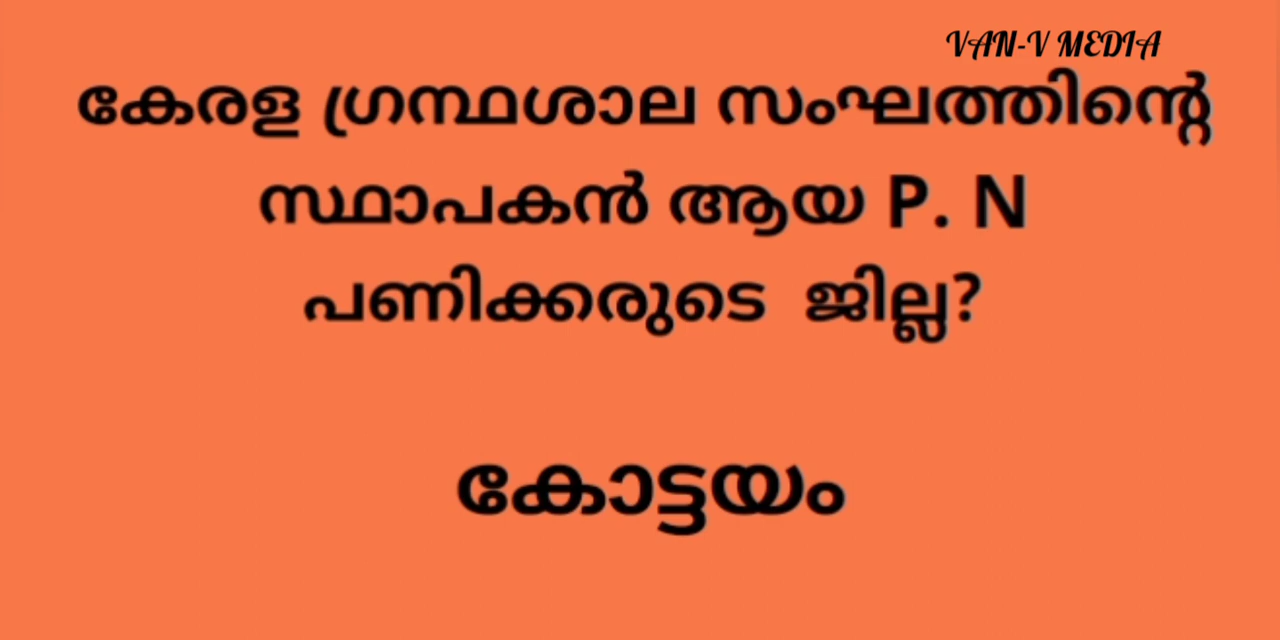 VAN-V MEDIA
കേരള ഗ്രന്ഥശാല സംഘത്തിന്റെ
സ്ഥാപകൻ ആയ P. N
പണിക്കരുടെ ജില്ല?
കോട്ടയം